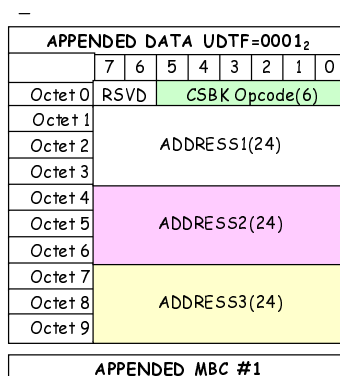 APPENDED DATA UDTF=0001₂
7 6 5 4 3 2 1 0
Octet 0 RSVD CSBK Opcode(6)
Octet 1
Octet 2 ADDRESS1(24)
Octet 3
Octet 4
Octet 5 ADDRESS2(24)
Octet 6
Octet 7
Octet 8 ADDRESS3(24)
Octet 9
APPENDED MBC #1